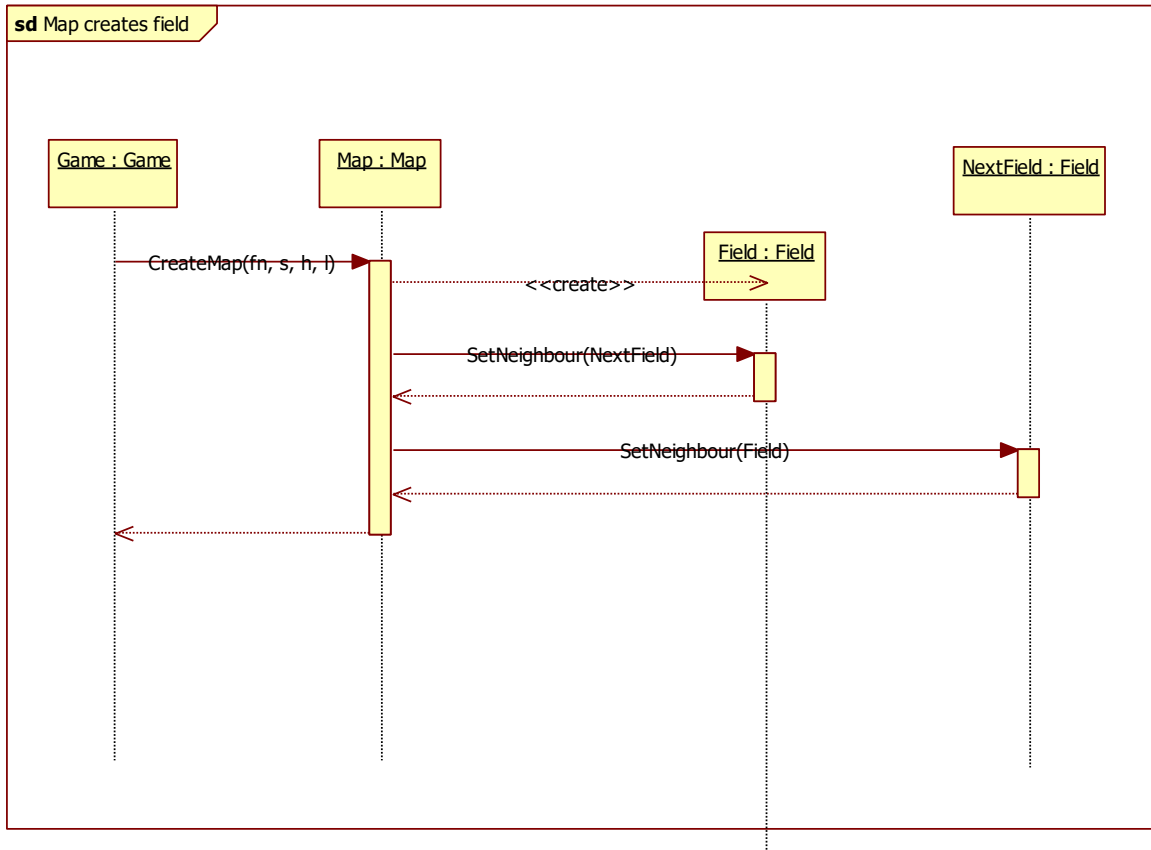 sd Map creates field
Game : Game
Map : Map
NextField : Field
Field : Field
CreateMap(fn, s, h, l)
<<create>>
SetNeighbour(NextField)
SetNeighbour(Field)